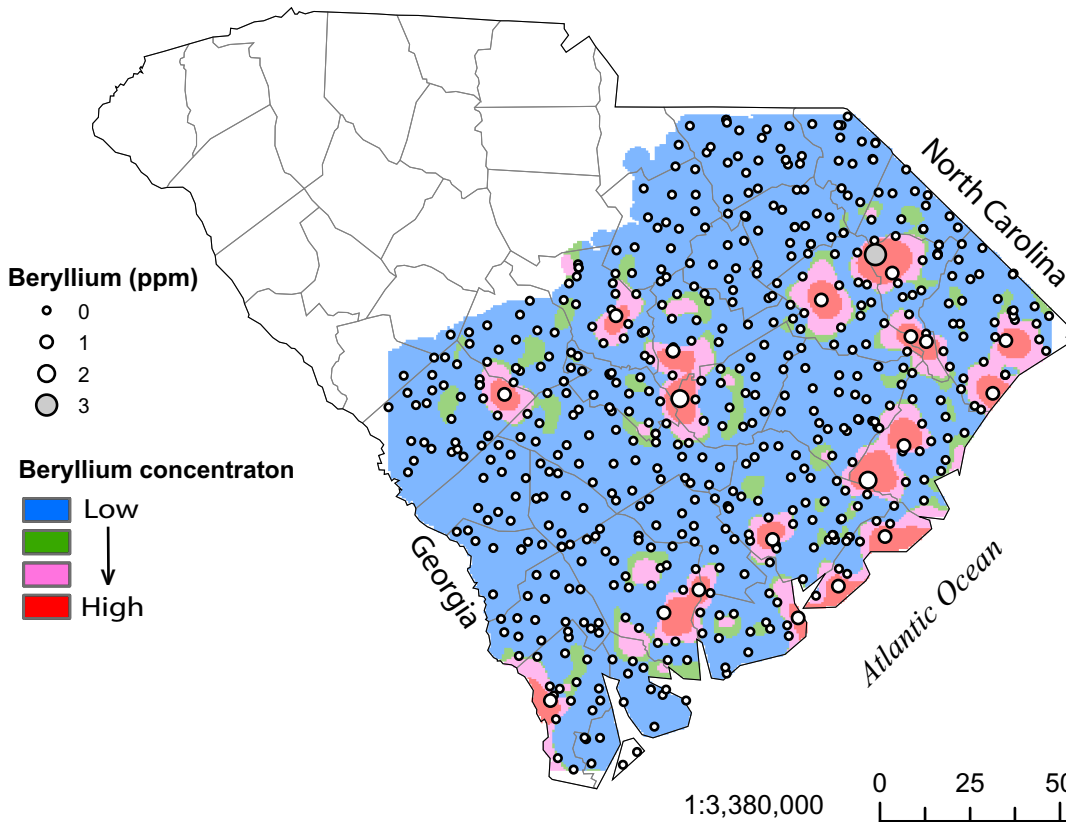 North Carolina
Beryllium (ppm)
0
1
2
3
Beryllium concentraton
Low
High
Georgia
Atlantic Ocean
1:3,380,000
0 25 50